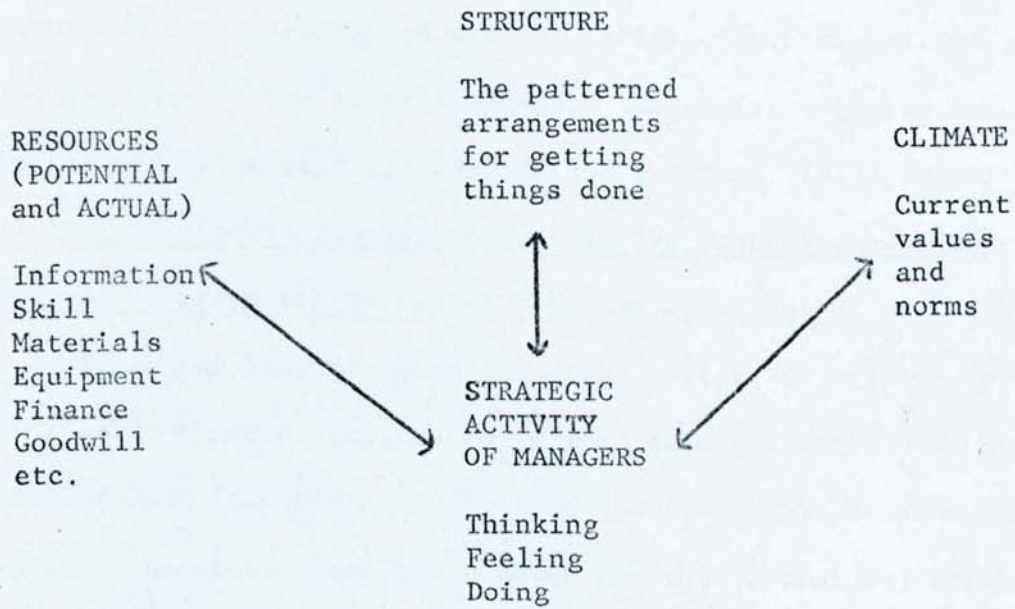 STRUCTURE
The patterned
arrangements
for getting
things done
RESOURCES
(POTENTIAL
and ACTUAL)
Information
Skill
Materials
Equipment
Finance
Goodwill
etc.
CLIMATE
Current
values
and
norms
STRATEGIC
ACTIVITY
OF MANAGERS
Thinking
Feeling
Doing